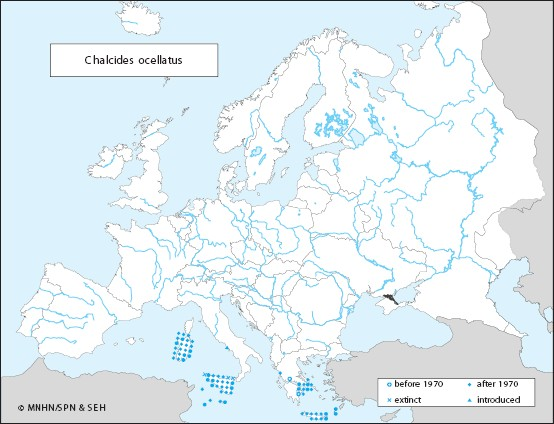 Chalcides ocellatus
before 1970
after 1970
extinct
introduced
© MNHN/SPN & SEH